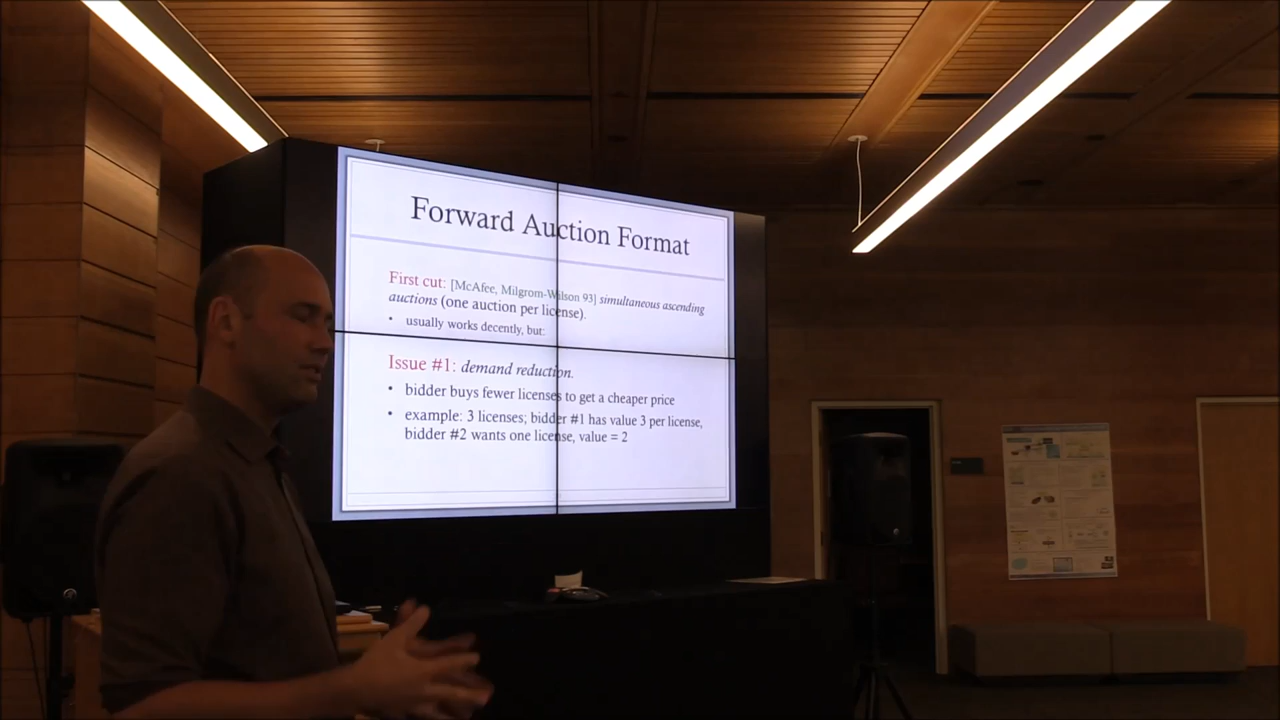 Forward Auction Format
First cut: [McAfee, Milgrom-Wilson 93] simultaneous ascending
auctions (one auction per license).
• usually works decently, but:
Issue #1: demand reduction.
• bidder buys fewer licenses to get a cheaper price
• example: 3 licenses; bidder #1 has value 3 per license,
bidder #2 wants one license, value = 2